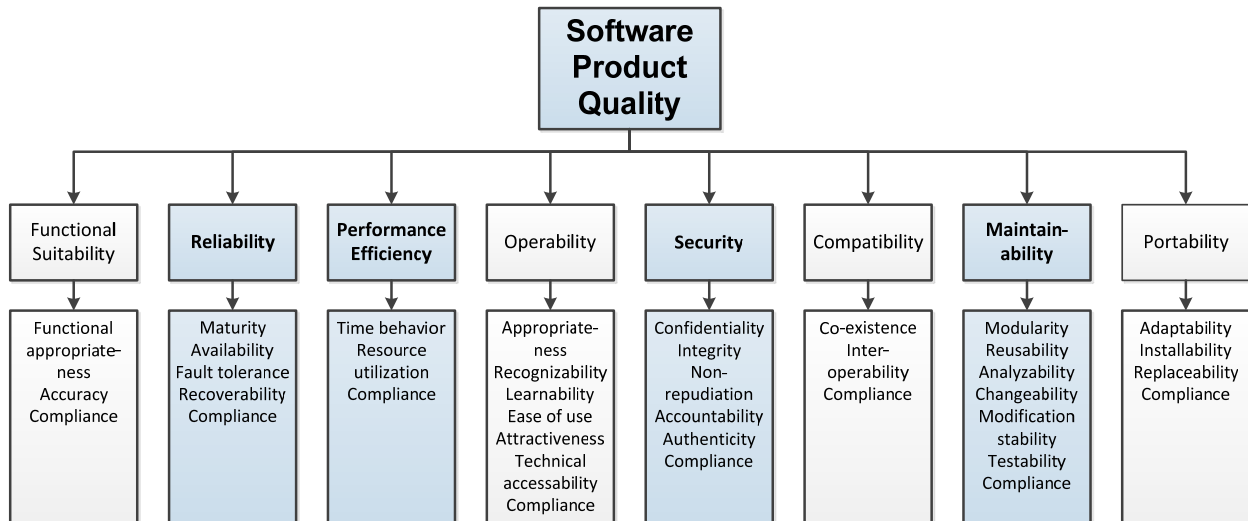 Software
Product
Quality
Functional
Suitability
Reliability
Performance
Efficiency
Operability
Security
Compatibility
Maintain-
ability
Portability
Functional
appropriate-
ness
Accuracy
Compliance
Maturity
Availability
Fault tolerance
Recoverability
Compliance
Time behavior
Resource
utilization
Compliance
Appropriate-
ness
Recognizability
Learnability
Ease of use
Attractiveness
Technical
accessability
Compliance
Confidentiality
Integrity
Non-
repudiation
Accountability
Authenticity
Compliance
Co-existence
Inter-
operability
Compliance
Modularity
Reusability
Analyzability
Changeability
Modification
stability
Testability
Compliance
Adaptability
Installability
Replaceability
Compliance